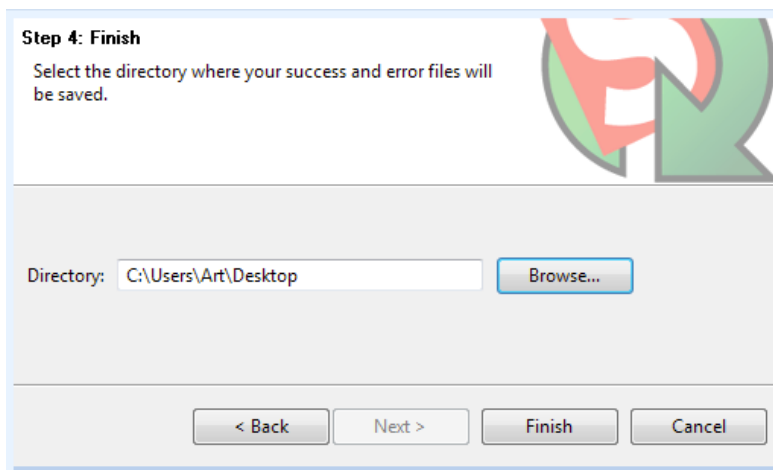 Step 4: Finish
Select the directory where your success and error files will
be saved.
Directory: C:\Users\Art\Desktop Browse...
< Back Next > Finish Cancel